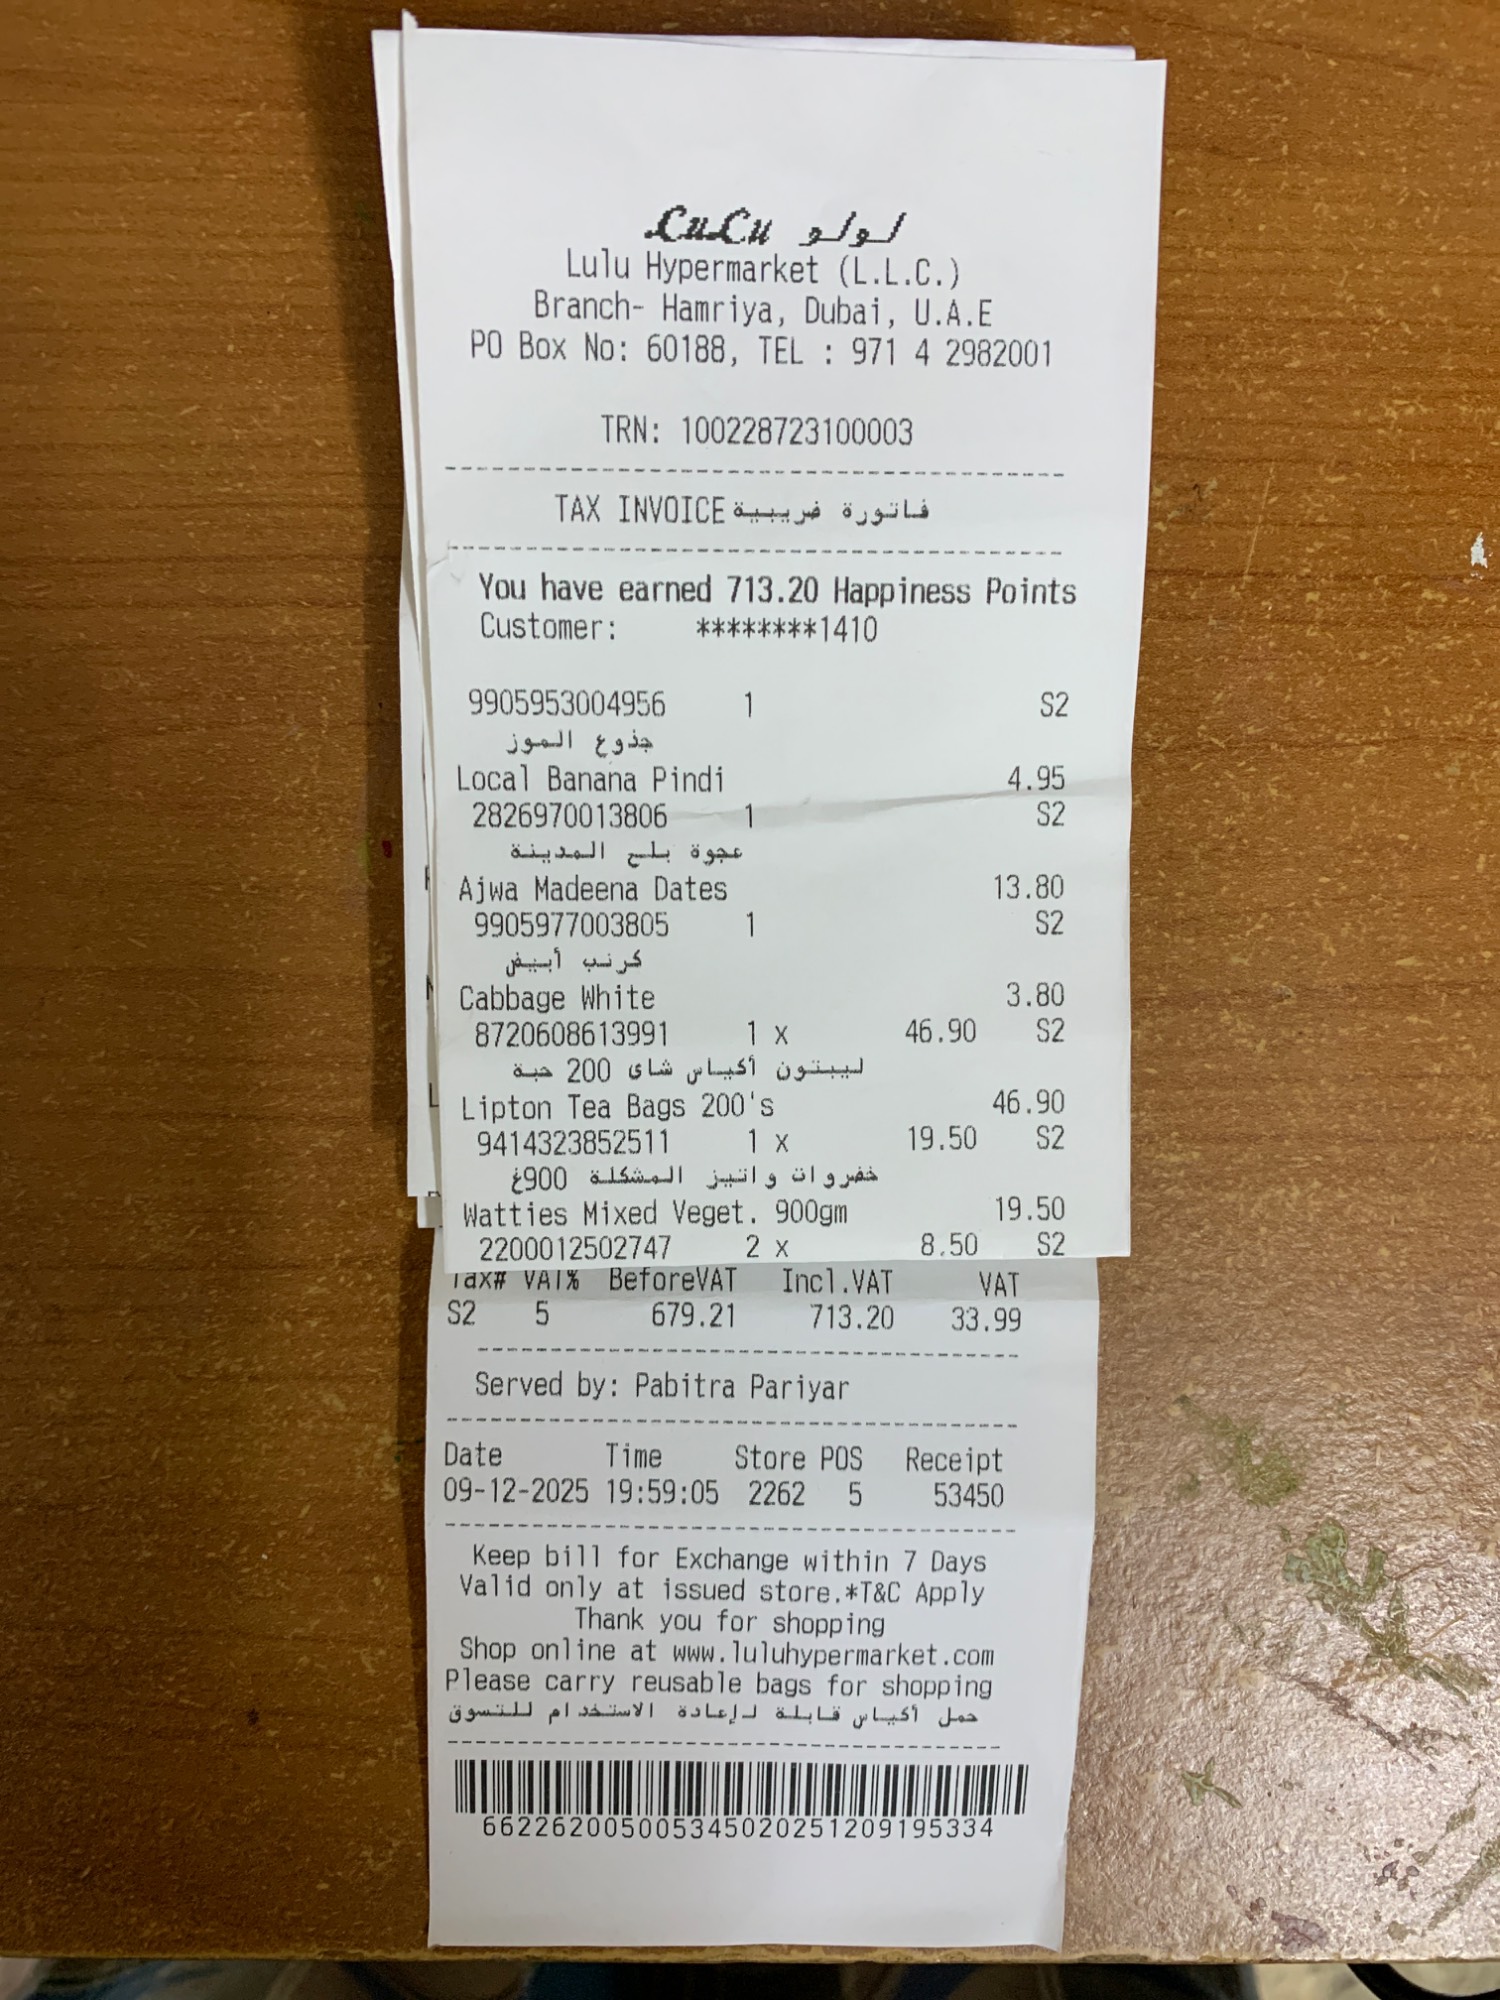 LuLu لولو
Lulu Hypermarket (L.L.C.)
Branch- Hamriya, Dubai, U.A.E
PO Box No: 60188, TEL : 971 4 2982001
TRN: 100228723100003
TAX INVOICE فاتورة ضريبية
You have earned 713.20 Happiness Points
Customer: ********1410
9905953004956 1 S2
جذوع الموز
Local Banana Pindi 4.95
2826970013806 1 S2
عجوة بلح المدينة
Ajwa Madeena Dates 13.80
9905977003805 1 S2
كرنب أبيض
Cabbage White 3.80
8720608613991 1 x 46.90 S2
ليبتون أكياس شاى 200 حبة
Lipton Tea Bags 200's 46.90
9414323852511 1 x 19.50 S2
خضروات واتيز المشكلة 900غ
Watties Mixed Veget. 900gm 19.50
2200012502747 2 x 8.50 S2
Tax# VAT% BeforeVAT Incl.VAT VAT
S2 5 679.21 713.20 33.99
Served by: Pabitra Pariyar
Date Time Store POS Receipt
09-12-2025 19:59:05 2262 5 53450
Keep bill for Exchange within 7 Days
Valid only at issued store.*T&C Apply
Thank you for shopping
Shop online at www.luluhypermarket.com
Please carry reusable bags for shopping
حمل أكياس قابلة لإعادة الاستخدام للتسوق
6622620050053450202512091953​34